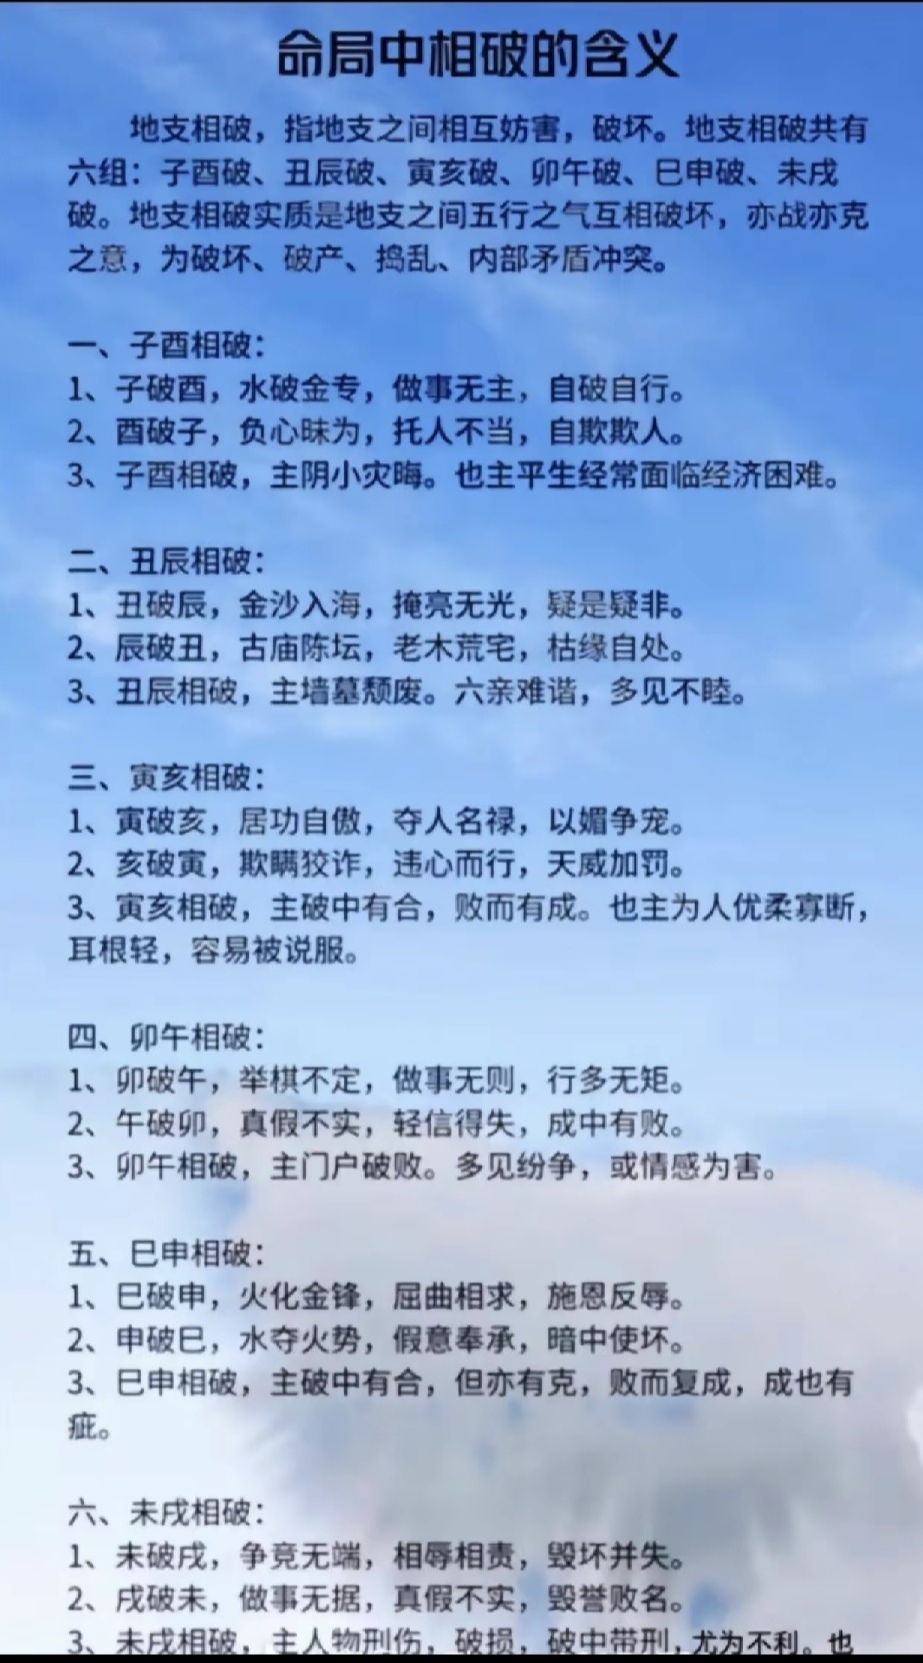 命局中相破的含义
地支相破，指地支之间相互妨害，破坏。地支相破共有
六组：子酉破、丑辰破、寅亥破、卯午破、巳申破、未戌
破。地支相破实质是地支之间五行之气互相破坏，亦战亦克
之意，为破坏、破产、捣乱、内部矛盾冲突。
一、子酉相破：
1、子破酉，水破金专，做事无主，自破自行。
2、酉破子，负心昧为，托人不当，自欺欺人。
3、子酉相破，主阴小灾晦。也主平生经常面临经济困难。
二、丑辰相破：
1、丑破辰，金沙入海，掩亮无光，疑是疑非。
2、辰破丑，古庙陈坛，老木荒宅，枯缘自处。
3、丑辰相破，主墙墓颓废。六亲难谐，多见不睦。
三、寅亥相破：
1、寅破亥，居功自傲，夺人名禄，以媚争宠。
2、亥破寅，欺瞒狡诈，违心而行，天威加罚。
3、寅亥相破，主破中有合，败而有成。也主为人优柔寡断，
耳根轻，容易被说服。
四、卯午相破：
1、卯破午，举棋不定，做事无则，行多无矩。
2、午破卯，真假不实，轻信得失，成中有败。
3、卯午相破，主门户破败。多见纷争，或情感为害。
五、巳申相破：
1、巳破申，火化金锋，屈曲相求，施恩反辱。
2、申破巳，水夺火势，假意奉承，暗中使坏。
3、巳申相破，主破中有合，但亦有克，败而复成，成也有
疵。
六、未戌相破：
1、未破戌，争竞无端，相辱相责，毁坏并失。
2、戌破未，做事无据，真假不实，毁誉败名。
3、未戌相破，主人物刑伤，破损，破中带刑，尤为不利。也